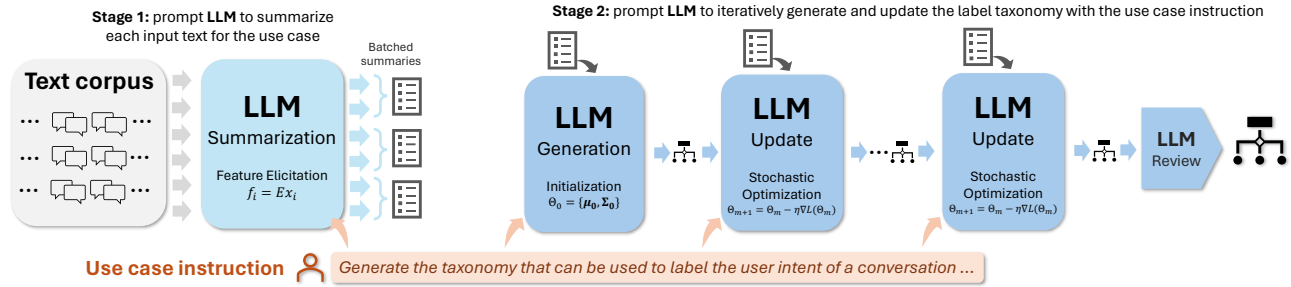 Stage 1: prompt LLM to summarize
each input text for the use case
Stage 2: prompt LLM to iteratively generate and update the label taxonomy with the use case instruction
Text corpus
...
...
...
...
...
...
LLM
Summarization
Feature Elicitation
f_i = Ex_i
Batched
summaries
LLM
Generation
Initialization
Θ_0 = {μ_0, Σ_0}
LLM
Update
Stochastic
Optimization
Θ_{m+1} = Θ_m − η∇L(Θ_m)
...
LLM
Update
Stochastic
Optimization
Θ_{m+1} = Θ_m − η∇L(Θ_m)
LLM
Review
Use case instruction
Generate the taxonomy that can be used to label the user intent of a conversation ...